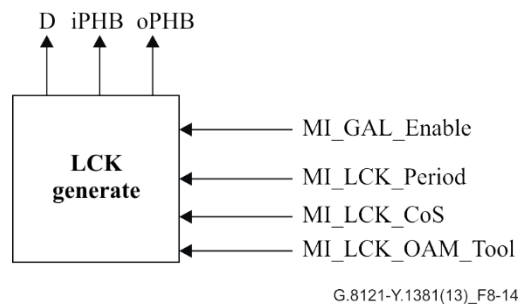 D iPHB oPHB
MI_GAL_Enable
LCK
generate
MI_LCK_Period
MI_LCK_CoS
MI_LCK_OAM_Tool
G.8121-Y.1381(13)_F8-14